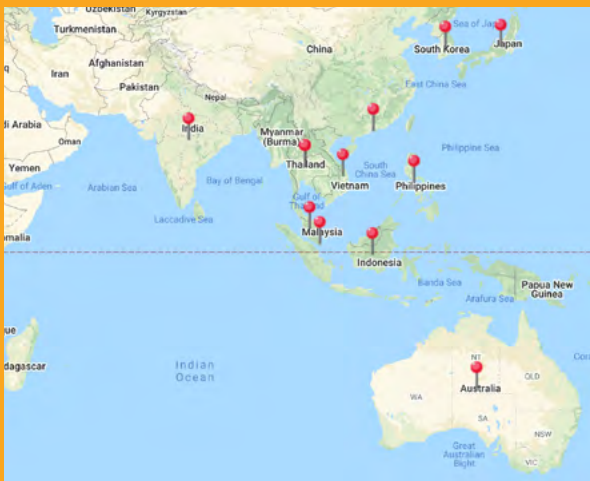 Uzbekistan
Kyrgyzstan
Sea of Japan
Turkmenistan
South Korea
Japan
China
Afghanistan
Iran
Pakistan
East China Sea
Nepal
di Arabia
India
Myanmar
(Burma)
Oman
Philippine Sea
Thailand
South
China Sea
Yemen
Bay of Bengal
Vietnam
Philippines
Gulf of Aden
Arabian Sea
Gulf of
Thailand
Laccadive Sea
Malaysia
omalia
Indonesia
Banda Sea
Papua New
Guinea
Arafura Sea
ue
NT
dagascar
Indian
Ocean
QLD
Australia
WA
SA
NSW
Great
Australian
Bight
VIC